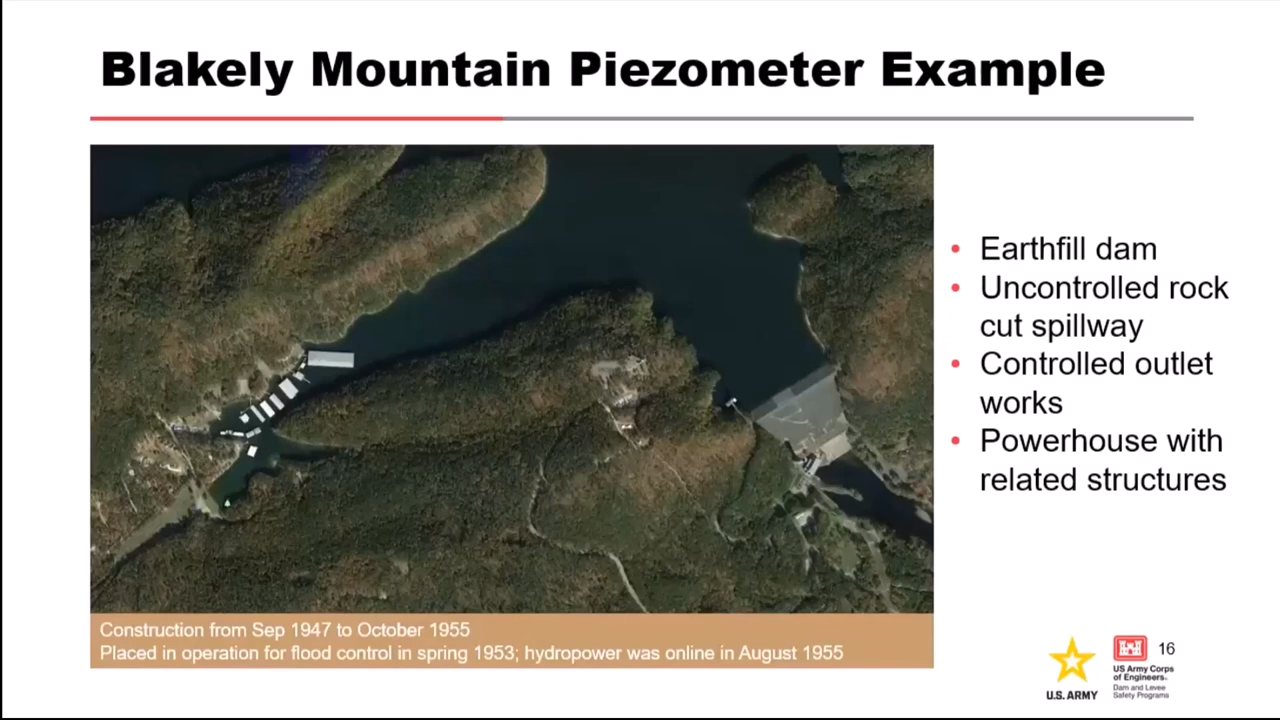 Blakely Mountain Piezometer Example
• Earthfill dam
• Uncontrolled rock
cut spillway
• Controlled outlet
works
• Powerhouse with
related structures
Construction from Sep 1947 to October 1955
Placed in operation for flood control in spring 1953; hydropower was online in August 1955
U.S. ARMY
US Army Corps
of Engineers.
Dam and Levee
Safety Programs
16